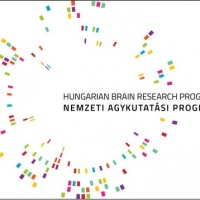 HUNGARIAN BRAIN RESEARCH PROG
NEMZETI AGYKUTATÁSI PROG